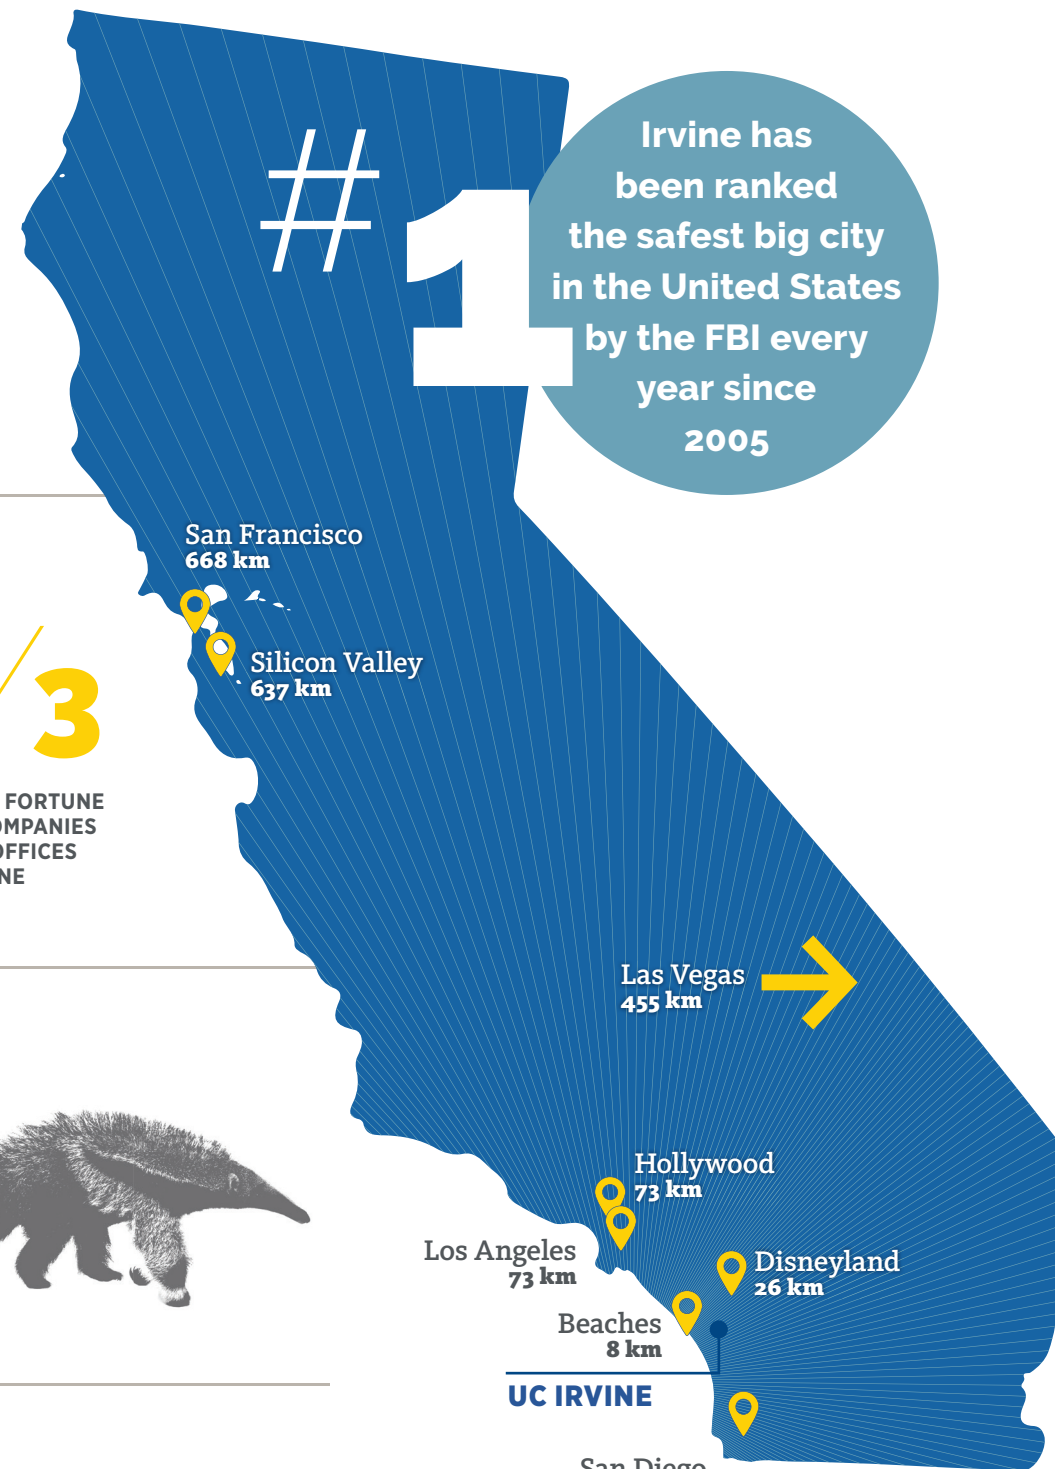 #1
Irvine has
been ranked
the safest big city
in the United States
by the FBI every
year since
2005
San Francisco
668 km
Silicon Valley
637 km
/3
FORTUNE
OMPANIES
OFFICES
NE
Las Vegas
455 km
Hollywood
73 km
Los Angeles
73 km
Disneyland
26 km
Beaches
8 km
UC IRVINE
San Diego